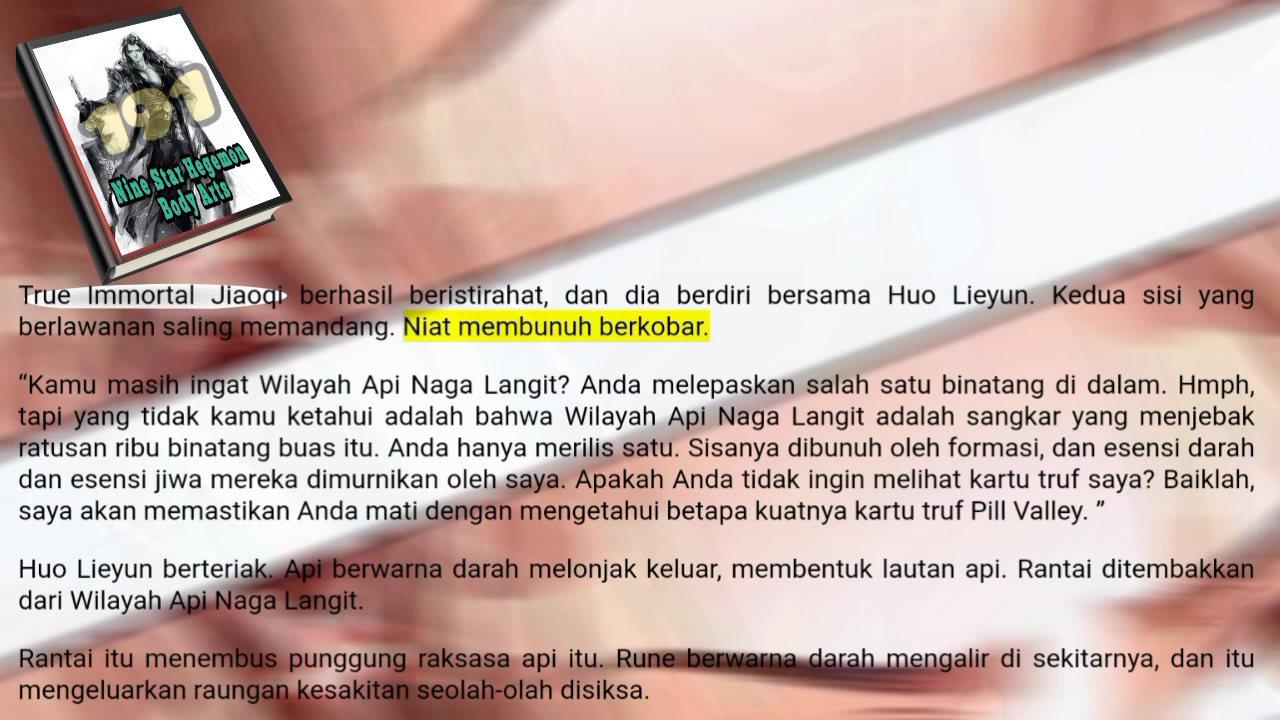 191
Nine Star Hegemon
Body Arts
True Immortal Jiaoqi berhasil beristirahat, dan dia berdiri bersama Huo Lieyun. Kedua sisi yang
berlawanan saling memandang. Niat membunuh berkobar.
“Kamu masih ingat Wilayah Api Naga Langit? Anda melepaskan salah satu binatang di dalam. Hmph,
tapi yang tidak kamu ketahui adalah bahwa Wilayah Api Naga Langit adalah sangkar yang menjebak
ratusan ribu binatang buas itu. Anda hanya merilis satu. Sisanya dibunuh oleh formasi, dan esensi darah
dan esensi jiwa mereka dimurnikan oleh saya. Apakah Anda tidak ingin melihat kartu truf saya? Baiklah,
saya akan memastikan Anda mati dengan mengetahui betapa kuatnya kartu truf Pill Valley. ”
Huo Lieyun berteriak. Api berwarna darah melonjak keluar, membentuk lautan api. Rantai ditembakkan
dari Wilayah Api Naga Langit.
Rantai itu menembus punggung raksasa api itu. Rune berwarna darah mengalir di sekitarnya, dan itu
mengeluarkan raungan kesakitan seolah-olah disiksa.